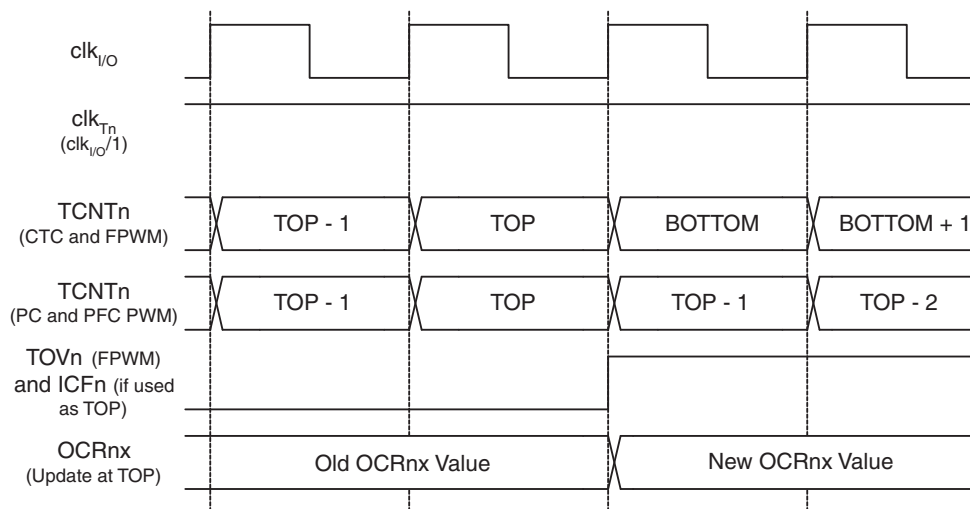 clkI/O
clkTn
(clkI/O/1)
TCNTn
(CTC and FPWM)
TOP - 1
TOP
BOTTOM
BOTTOM + 1
TCNTn
(PC and PFC PWM)
TOP - 1
TOP
TOP - 1
TOP - 2
TOVn (FPWM)
and ICFn (if used
as TOP)
OCRnx
(Update at TOP)
Old OCRnx Value
New OCRnx Value